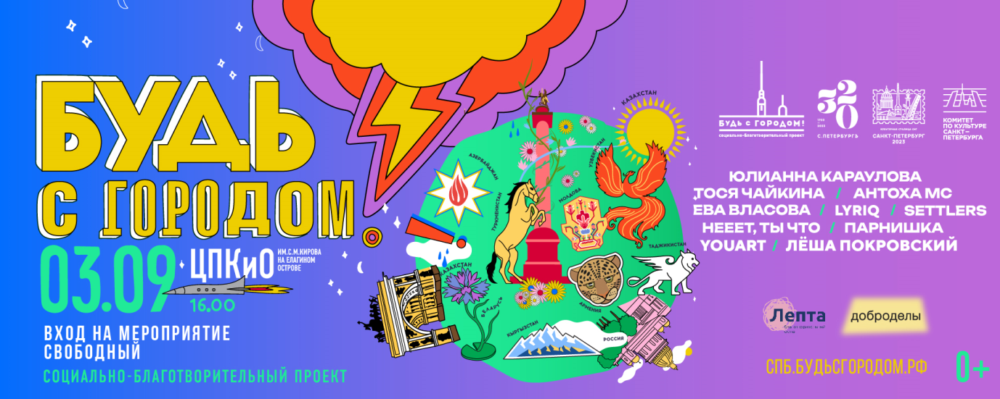 БУДЬ
С ГОРОДОМ
03.09
ЦПКиО
ИМ.С.М.КИРОВА
НА ЕЛАГИНОМ
ОСТРОВЕ
16.00
ВХОД НА МЕРОПРИЯТИЕ
СВОБОДНЫЙ
СОЦИАЛЬНО-БЛАГОТВОРИТЕЛЬНЫЙ ПРОЕКТ
КАЗАХСТАН
АЗЕРБАЙДЖАН
УЗБЕКИСТАН
ТУРКМЕНИСТАН
МОЛДОВА
ТАДЖИКИСТАН
КАЗАХСТАН
БЕЛАРУСЬ
АРМЕНИЯ
КЫРГЫЗСТАН
РОССИЯ
БУДЬ С ГОРОДОМ!
социально-благотворительный проект
320
1703
2023
С.ПЕТЕРБУРГЪ
САНКТ-ПЕТЕРБУРГ
2023
КОМИТЕТ
ПО КУЛЬТУРЕ
САНКТ–
ПЕТЕРБУРГА
ЮЛИАННА КАРАУЛОВА
ТОСЯ ЧАЙКИНА / АНТОХА МС
ЕВА ВЛАСОВА / LYRIQ / SETTLERS
НЕЕЕТ, ТЫ ЧТО / ПАРНИШКА
YOUART / ЛЁША ПОКРОВСКИЙ
Лепта
доброделы
СПБ.БУДЬСГОРОДОМ.РФ
0+